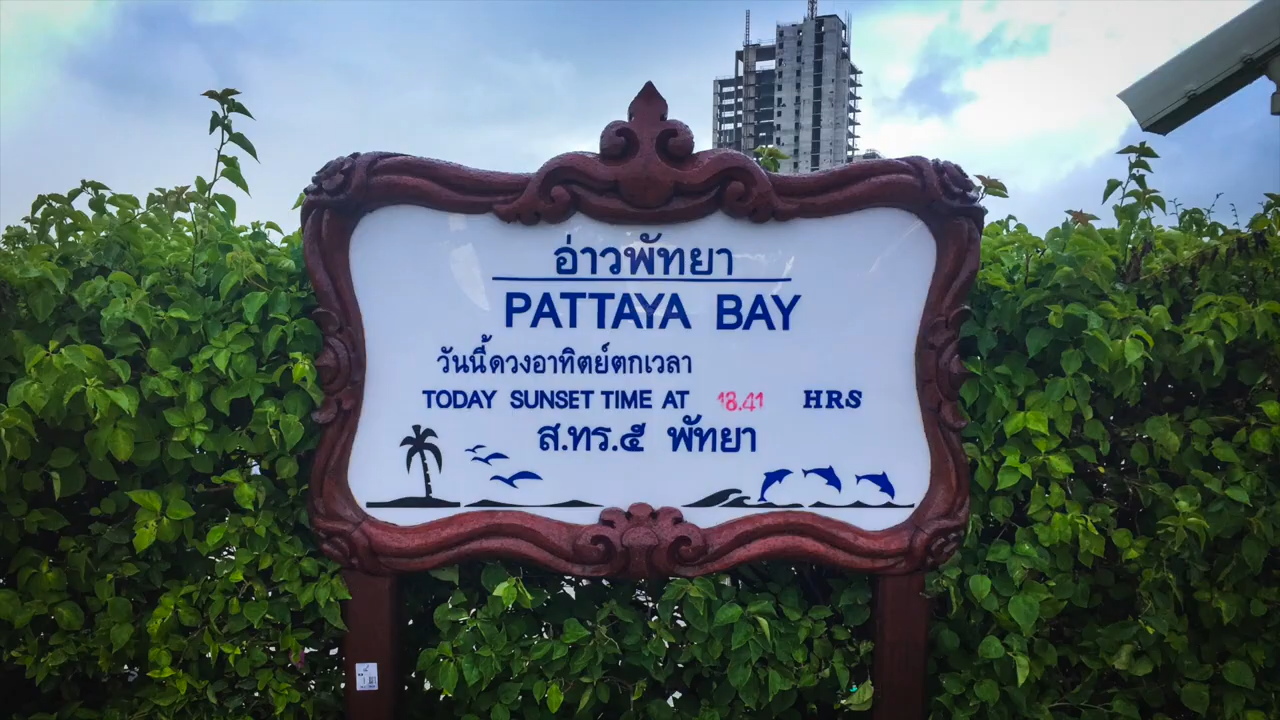 อ่าวพัทยา
PATTAYA BAY
วันนี้ดวงอาทิตย์ตกเวลา
TODAY SUNSET TIME AT 18.41 HRS
ส.ทร.๕ พัทยา